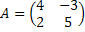 A = (4 −3
2 5)